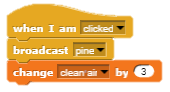 when I am clicked
broadcast pine
change clean air by 3